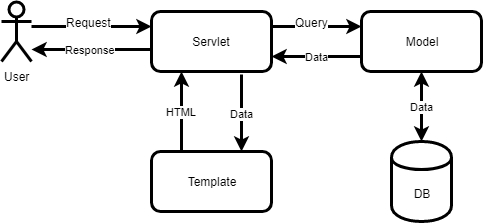 Request
Query
Servlet
Model
Response
Data
User
HTML
Data
Data
Template
DB